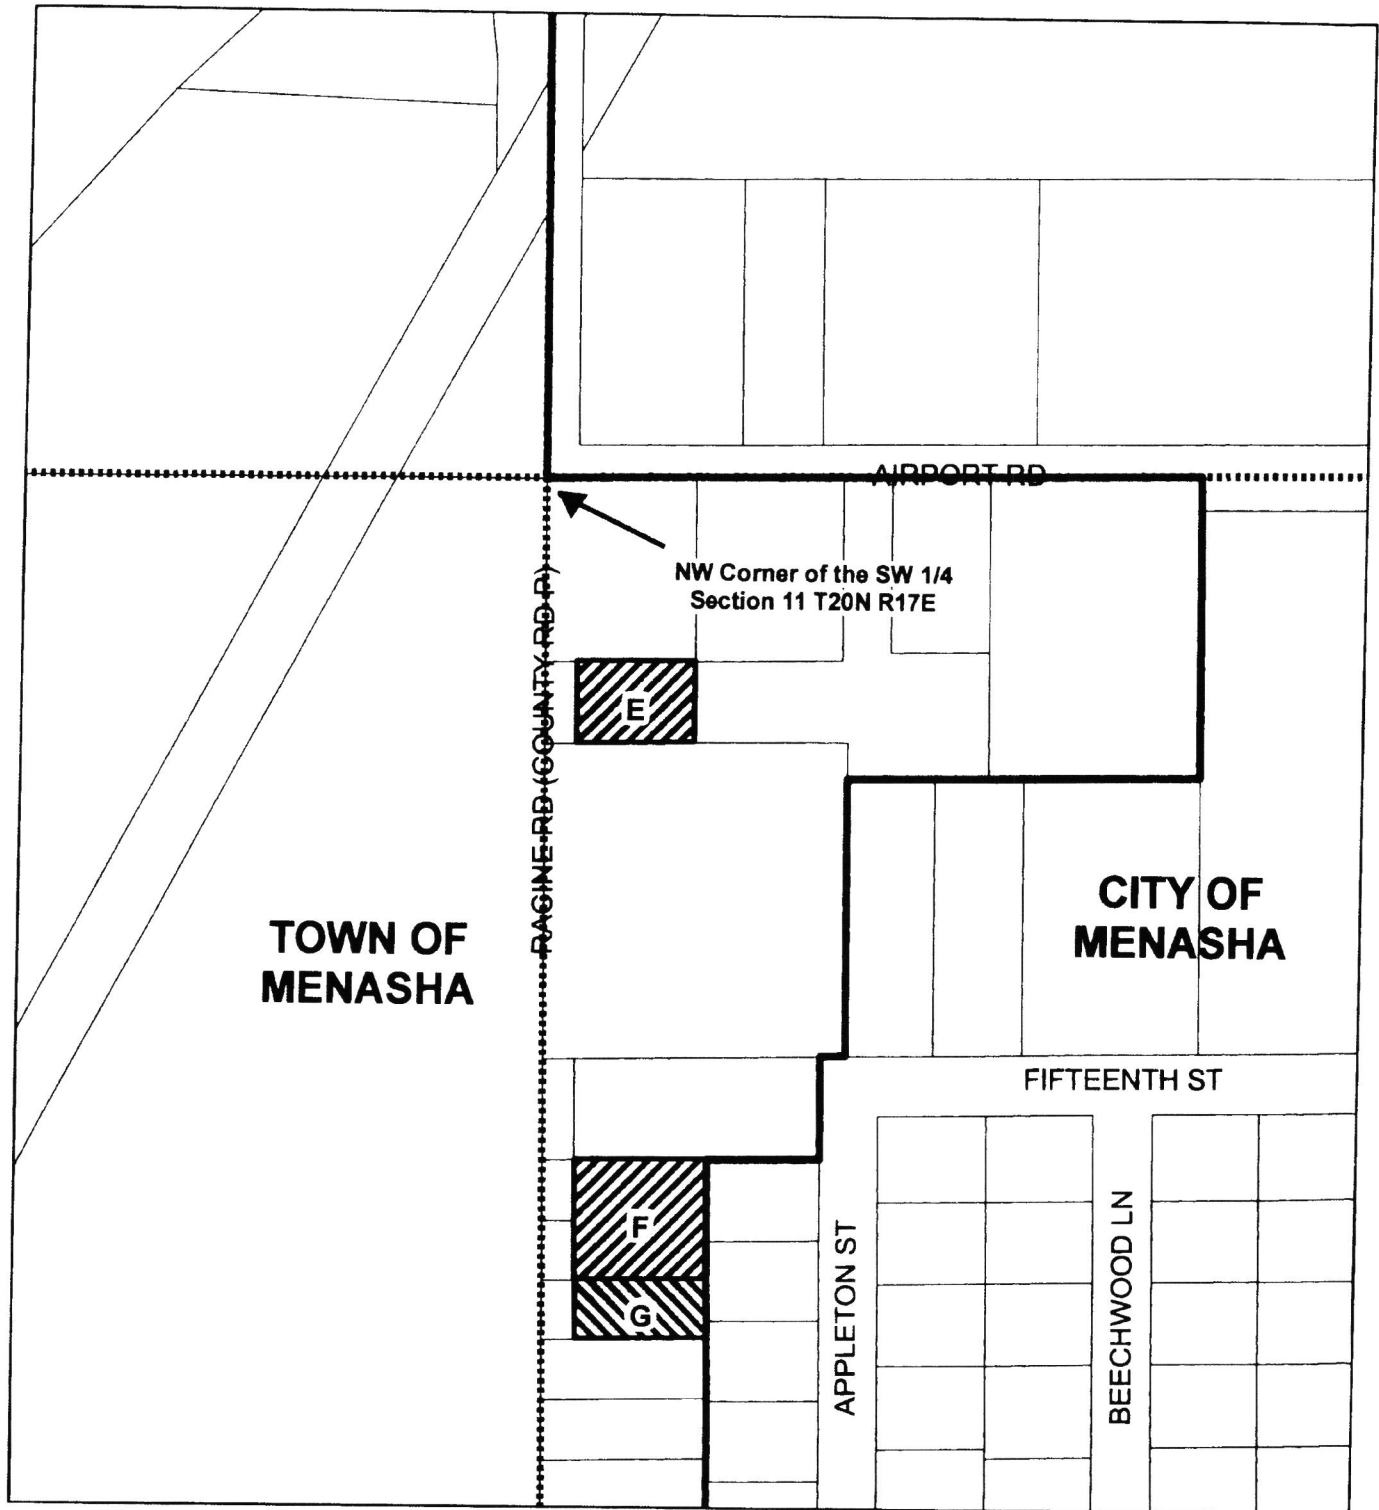 AIRPORT RD
NW Corner of the SW 1/4
Section 11 T20N R17E
RACINE RD (COUNTY RD P)
E
TOWN OF
MENASHA
CITY OF
MENASHA
FIFTEENTH ST
F
G
APPLETON ST
BEECHWOOD LN